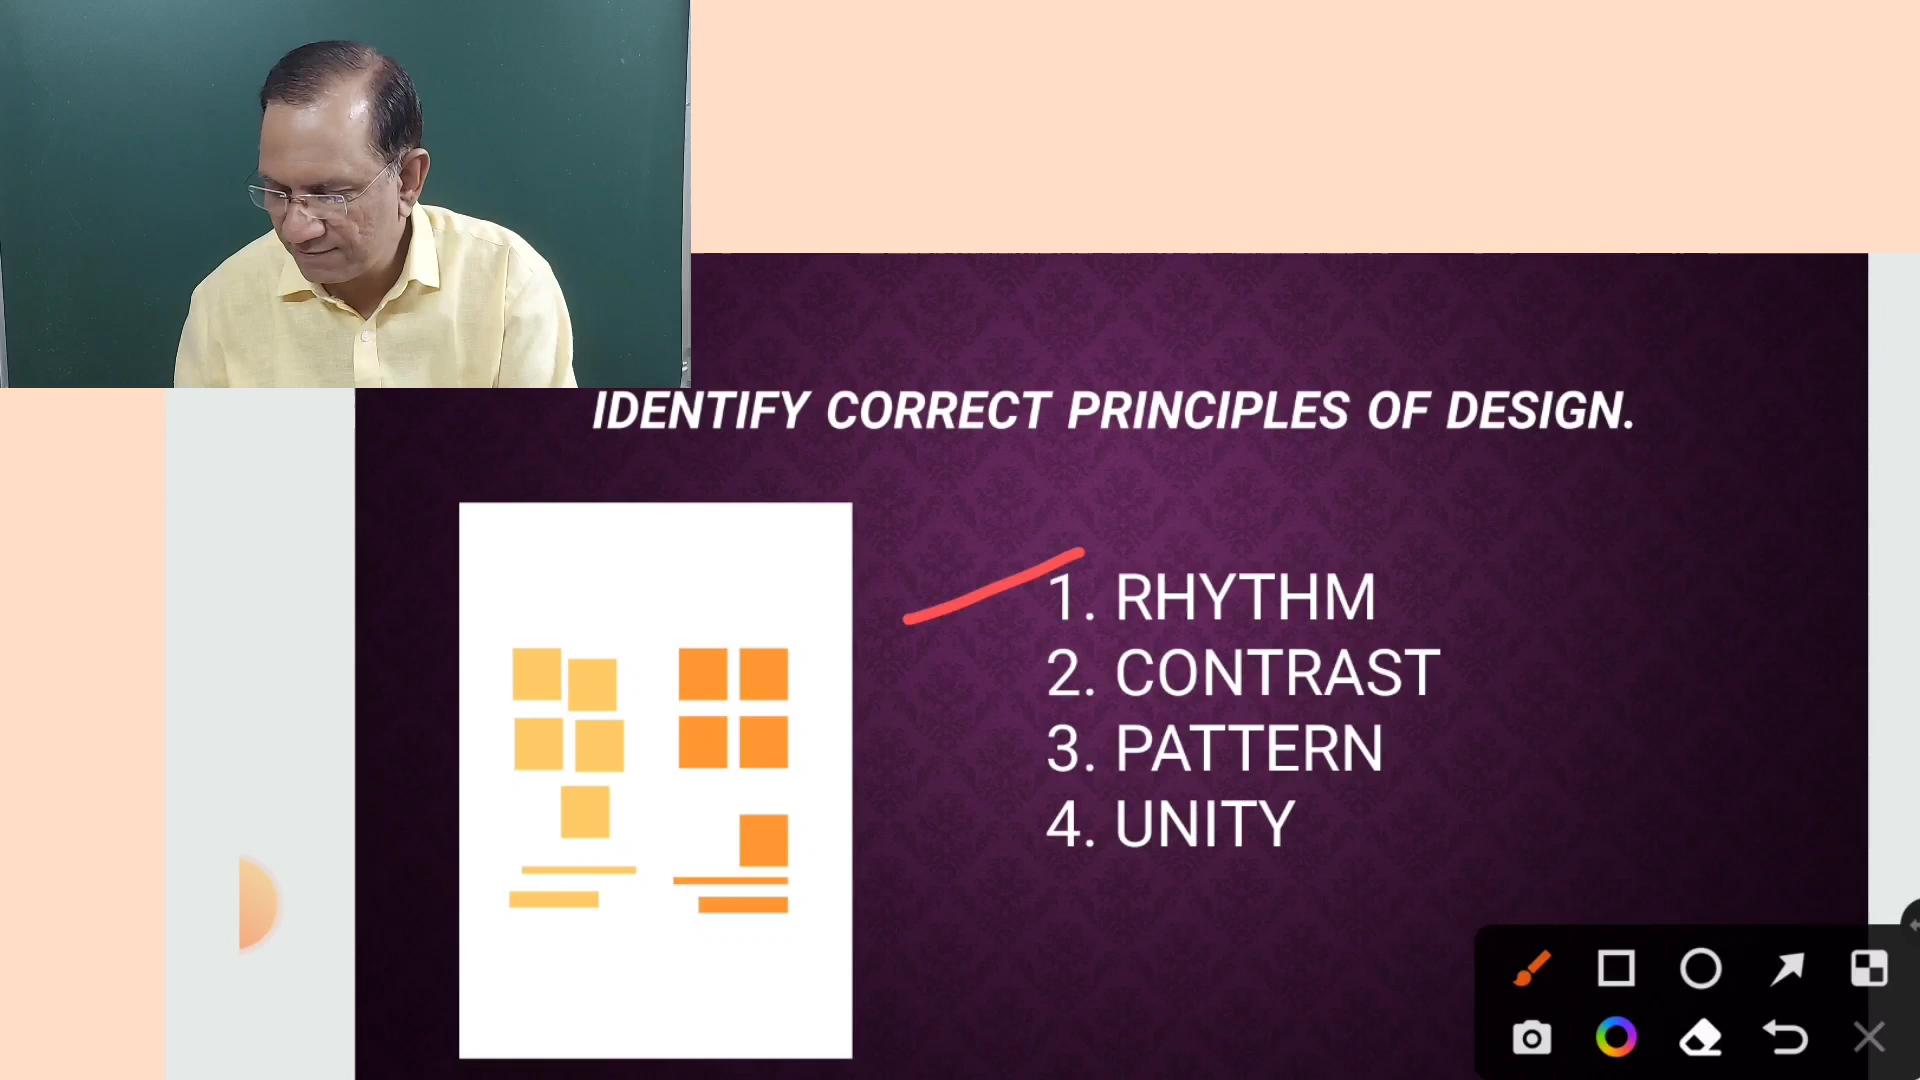 IDENTIFY CORRECT PRINCIPLES OF DESIGN.
1. RHYTHM
2. CONTRAST
3. PATTERN
4. UNITY